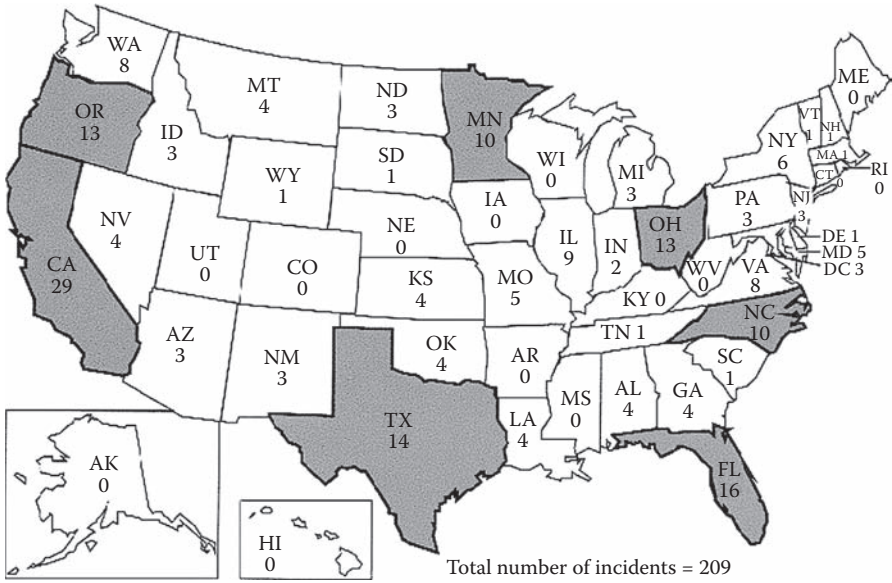 WA
8
MT
4
ND
3
MN
10
ME
0
VT
1
NH
1
OR
13
ID
3
WY
1
SD
1
WI
0
MI
3
NY
6
MA 1
CT
0
RI
0
NV
4
UT
0
CO
0
NE
0
IA
0
IL
9
IN
2
OH
13
PA
3
NJ
3
DE 1
MD 5
DC 3
CA
29
KS
4
MO
5
KY 0
WV
0
VA
8
AZ
3
NM
3
OK
4
AR
0
TN 1
NC
10
SC
1
TX
14
LA
4
MS
0
AL
4
GA
4
FL
16
AK
0
HI
0
Total number of incidents = 209